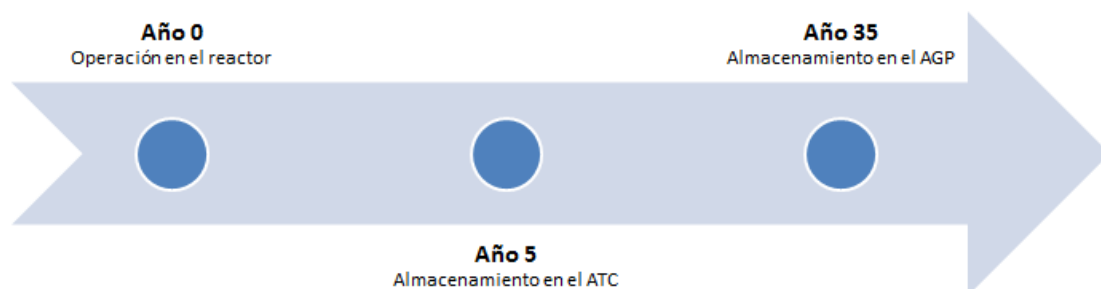 Año 0
Operación en el reactor
Año 5
Almacenamiento en el ATC
Año 35
Almacenamiento en el AGP